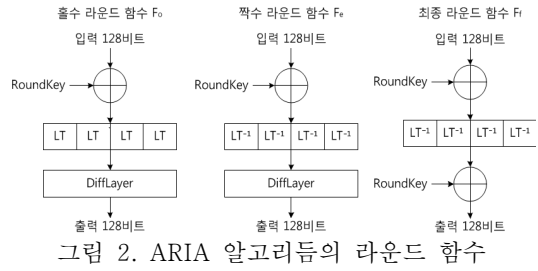 홀수 라운드 함수 Fo
입력 128비트
RoundKey
LT LT LT LT
DiffLayer
출력 128비트
짝수 라운드 함수 Fe
입력 128비트
RoundKey
LT-1 LT-1 LT-1 LT-1
DiffLayer
출력 128비트
최종 라운드 함수 Ff
입력 128비트
RoundKey
LT-1 LT-1 LT-1 LT-1
RoundKey
출력 128비트
그림 2. ARIA 알고리듬의 라운드 함수